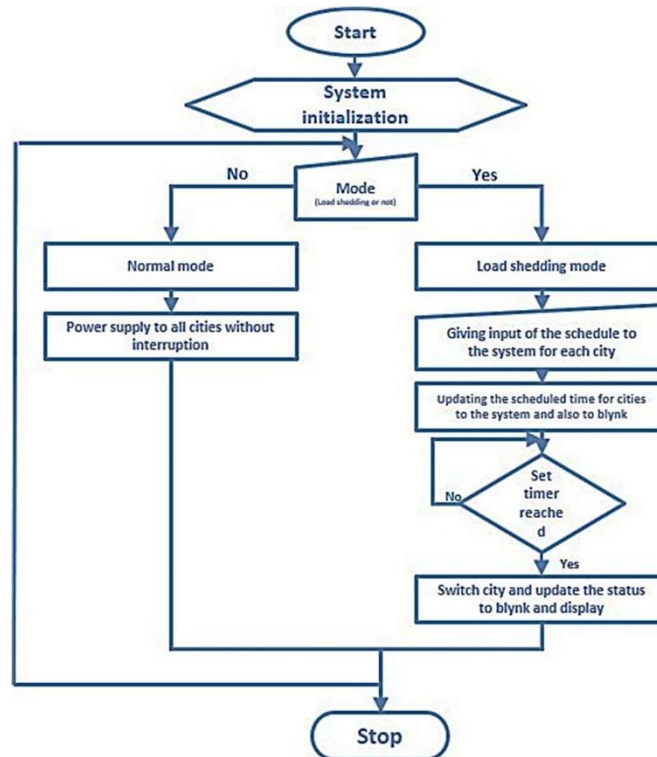 Start
System
initialization
No
Yes
Mode
(Load shedding or not)
Normal mode
Load shedding mode
Power supply to all cities without
interruption
Giving input of the schedule to
the system for each city
Updating the scheduled time for cities
to the system and also to blynk
No
Set
timer
reache
d
Yes
Switch city and update the status
to blynk and display
Stop